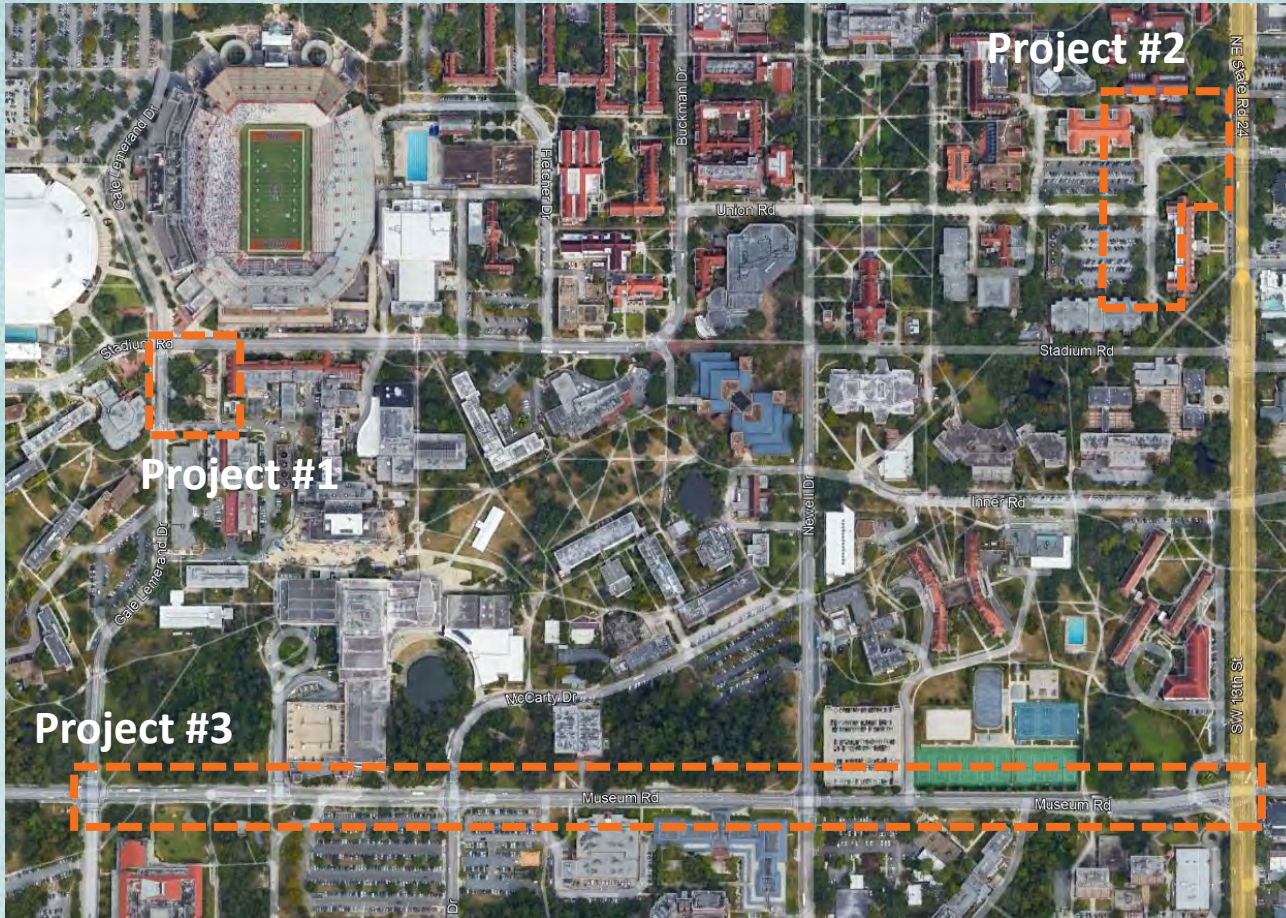 Project #2
NE State Rd 24
Gale Lemerand Dr
Buckman Dr
Fletcher Dr
Union Rd
Stadium Rd
Stadium Rd
Project #1
Inner Rd
Newell Dr
Gale Lemerand Dr
McCarty Dr
SW 13th St
Project #3
Museum Rd
Museum Rd
Dr